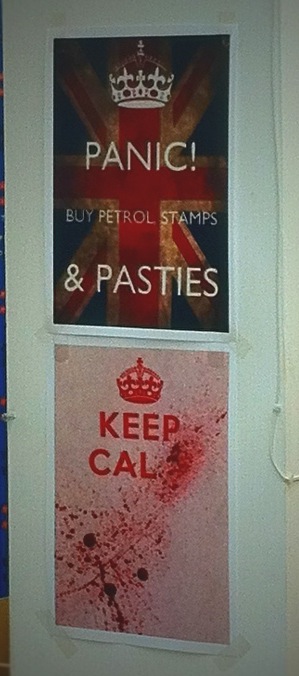 PANIC!
BUY PETROL STAMPS
& PASTIES
KEEP
CAL